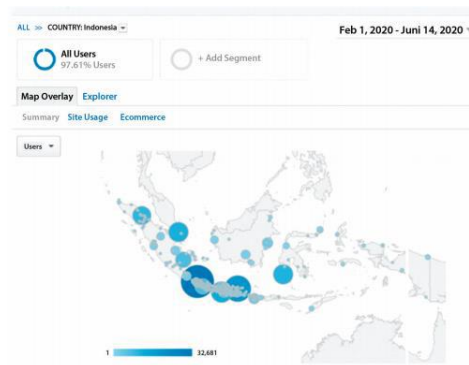 ALL >> COUNTRY: Indonesia
Feb 1, 2020 - Juni 14, 2020
All Users
97.61% Users
+ Add Segment
Map Overlay Explorer
Summary Site Usage Ecommerce
Users
1 32,681